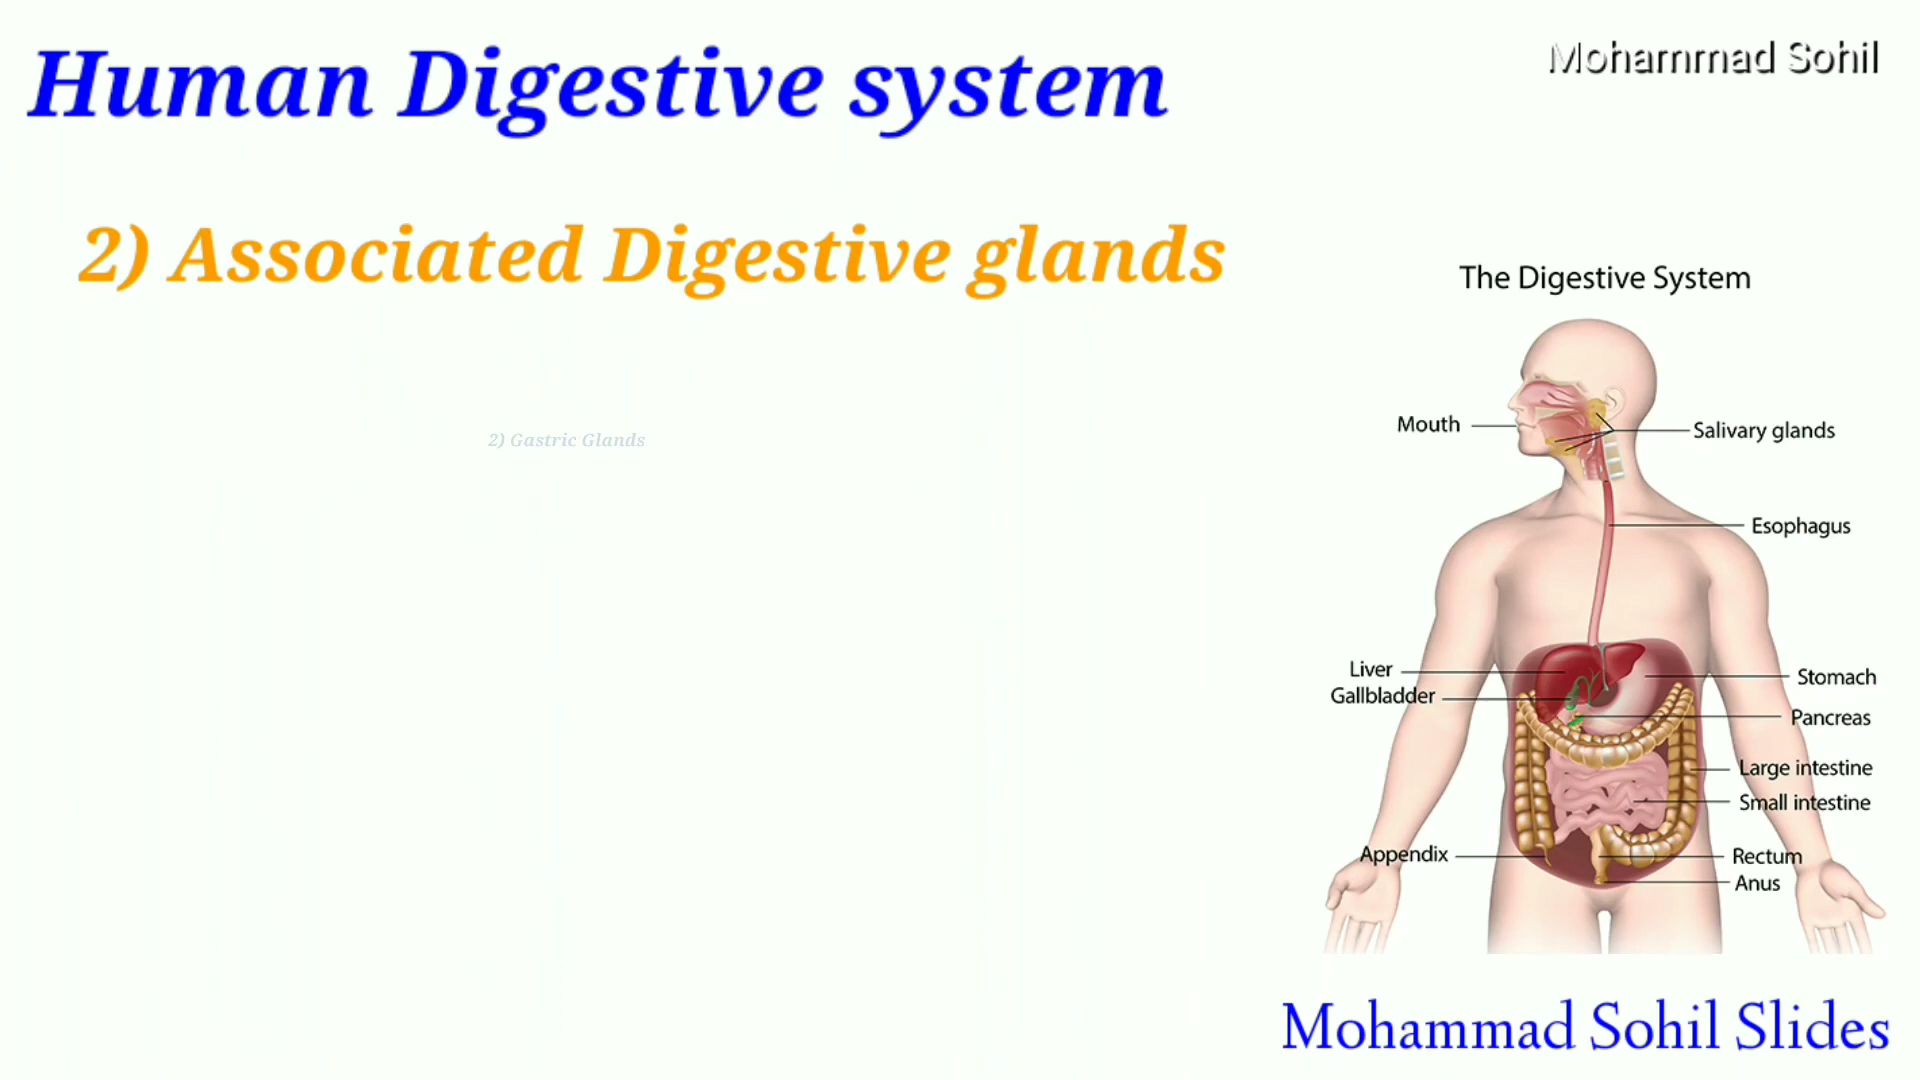 Human Digestive system
Mohammad Sohil
2) Associated Digestive glands
2) Gastric Glands
The Digestive System
Mouth
Salivary glands
Esophagus
Liver
Gallbladder
Stomach
Pancreas
Large intestine
Small intestine
Appendix
Rectum
Anus
Mohammad Sohil Slides